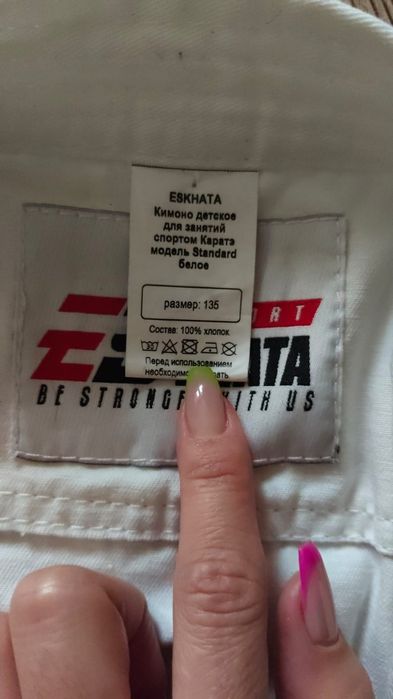 ESKHATA
Кимоно детское
для занятий
спортом Каратэ
модель Standard
белое
размер: 135
Состав: 100% хлопок
Перед использованием
BE STRONGER WITH US